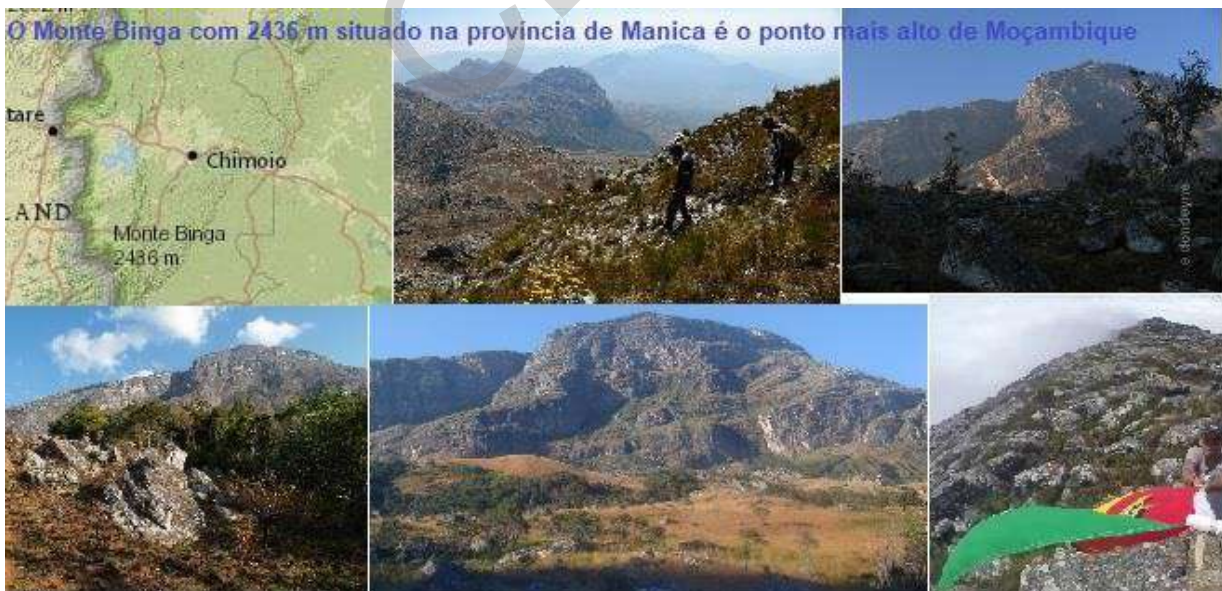 O Monte Binga com 2436 m situado na província de Manica é o ponto mais alto de Moçambique
tare
Chimoio
LAND
Monte Binga
2436 m